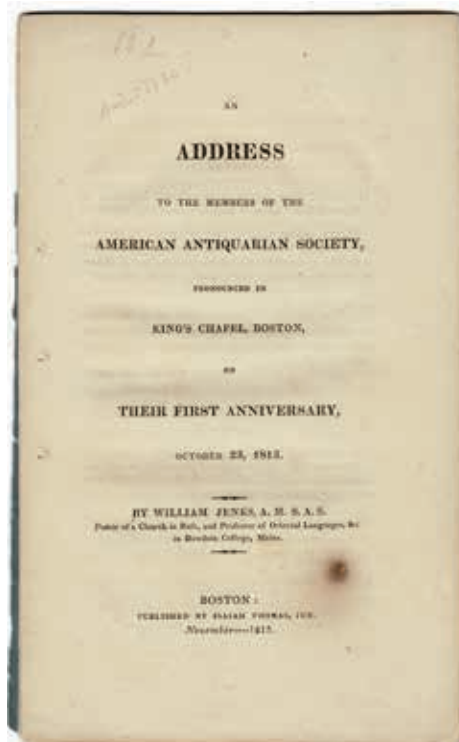 AN
ADDRESS
TO THE MEMBERS OF THE
AMERICAN ANTIQUARIAN SOCIETY,
PRONOUNCED IN
KING'S CHAPEL, BOSTON,
ON
THEIR FIRST ANNIVERSARY,
OCTOBER 23, 1813.
BY WILLIAM JENKS, A. M. S. A. S.
Pastor of a Church in Bath, and Professor of Oriental Languages, &c
in Bowdoin College, Maine.
BOSTON:
PUBLISHED BY ISAIAH THOMAS, JUN.
November—1813.